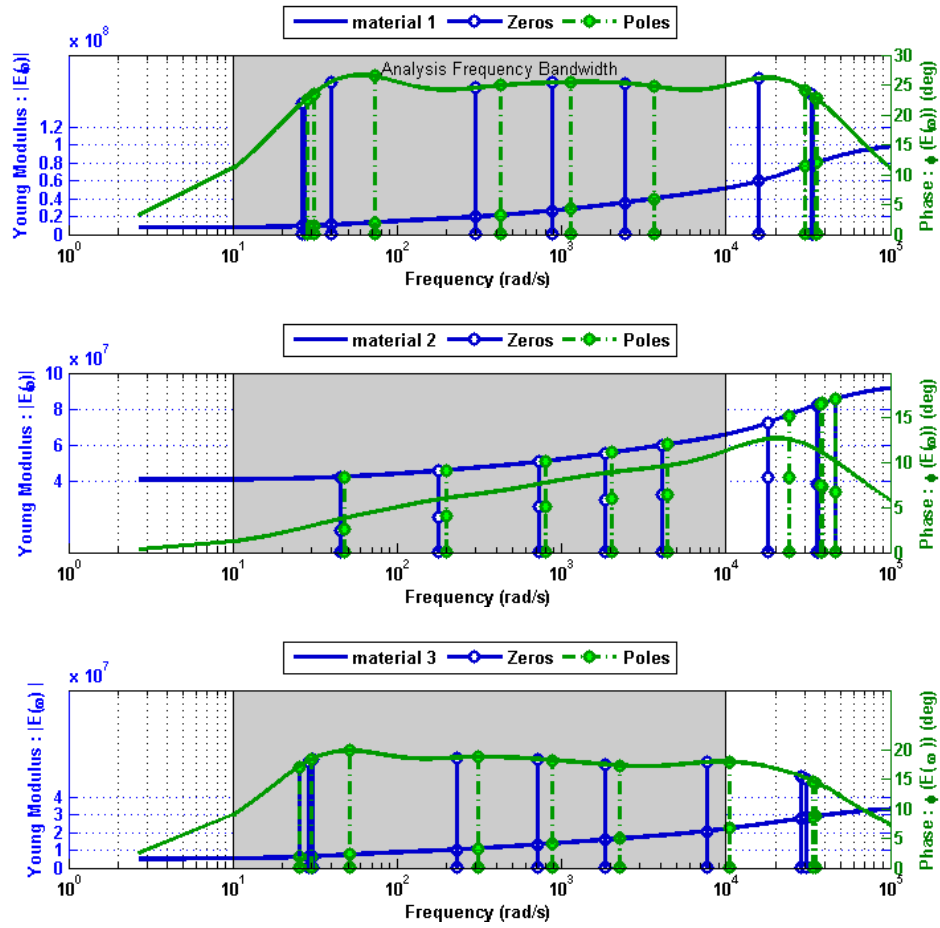 material 1 Zeros Poles
x 10^8
Young Modulus : |E(ω)|
1.2
1
0.8
0.6
0.4
0.2
0
Analysis Frequency Bandwidth
30
25
20
15
10
5
0
Phase : ϕ (E(ω)) (deg)
10^0 10^1 10^2 10^3 10^4 10^5
Frequency (rad/s)
material 2 Zeros Poles
x 10^7
Young Modulus : |E(ω)|
10
8
6
4
15
10
5
0
Phase : ϕ (E(ω)) (deg)
10^0 10^1 10^2 10^3 10^4 10^5
Frequency (rad/s)
material 3 Zeros Poles
x 10^7
Young Modulus : |E(ω) |
4
3
2
1
0
20
15
10
5
0
Phase : ϕ (E(ω)) (deg)
10^0 10^1 10^2 10^3 10^4 10^5
Frequency (rad/s)